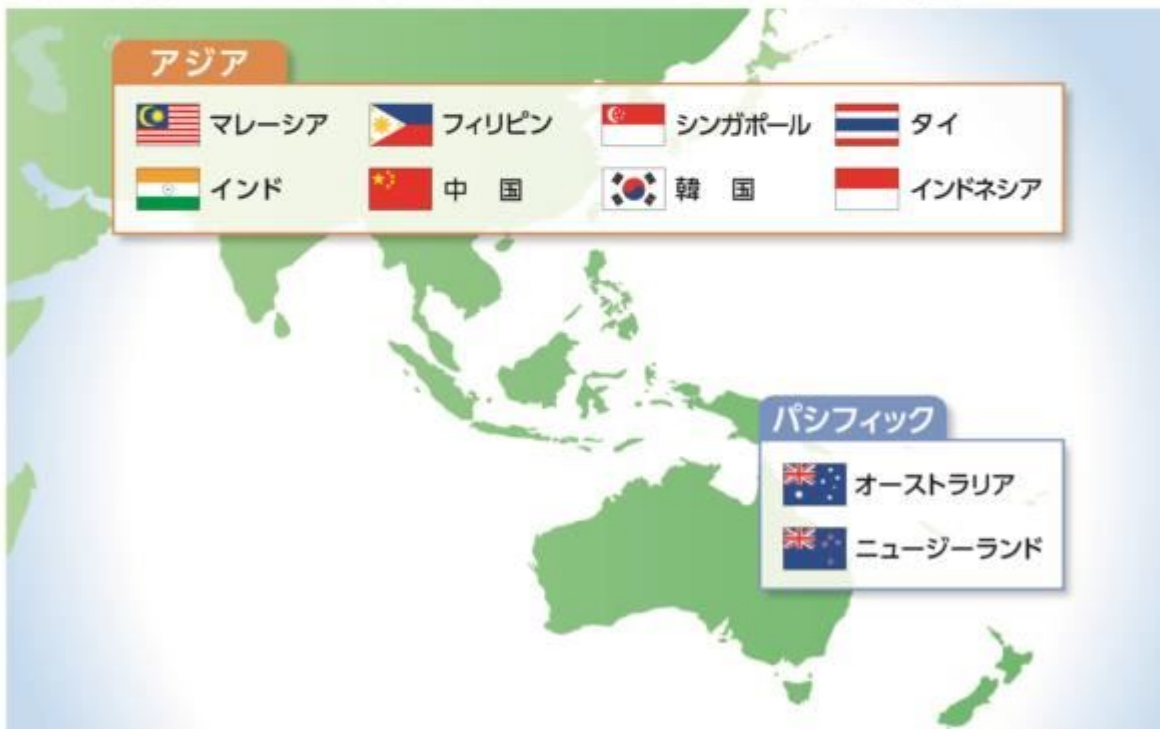 アジア
マレーシア フィリピン シンガポール タイ
インド 中国 韓国 インドネシア
パシフィック
オーストラリア
ニュージーランド